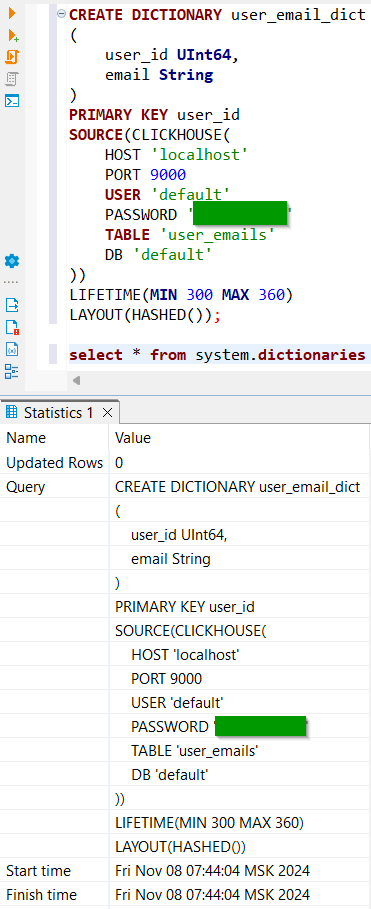 CREATE DICTIONARY user_email_dict
(
user_id UInt64,
email String
)
PRIMARY KEY user_id
SOURCE(CLICKHOUSE(
HOST 'localhost'
PORT 9000
USER 'default'
PASSWORD ' '
TABLE 'user_emails'
DB 'default'
))
LIFETIME(MIN 300 MAX 360)
LAYOUT(HASHED());
select * from system.dictionaries
Statistics 1
Name Value
Updated Rows 0
Query CREATE DICTIONARY user_email_dict
(
user_id UInt64,
email String
)
PRIMARY KEY user_id
SOURCE(CLICKHOUSE(
HOST 'localhost'
PORT 9000
USER 'default'
PASSWORD ' '
TABLE 'user_emails'
DB 'default'
))
LIFETIME(MIN 300 MAX 360)
LAYOUT(HASHED())
Start time Fri Nov 08 07:44:04 MSK 2024
Finish time Fri Nov 08 07:44:04 MSK 2024